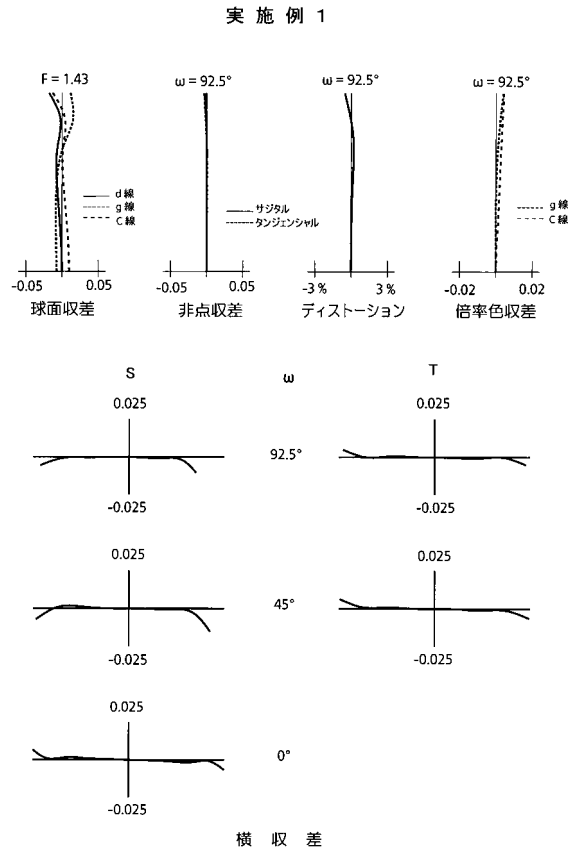 実施例1
F = 1.43
ω = 92.5°
ω = 92.5°
ω = 92.5°
d線
g線
C線
サジタル
タンジェンシャル
g線
C線
-0.05 0.05
-0.05 0.05
-3% 3%
-0.02 0.02
球面収差
非点収差
ディストーション
倍率色収差
S ω T
0.025 0.025
92.5°
-0.025 -0.025
0.025 0.025
45°
-0.025 -0.025
0.025
0°
-0.025
横収差